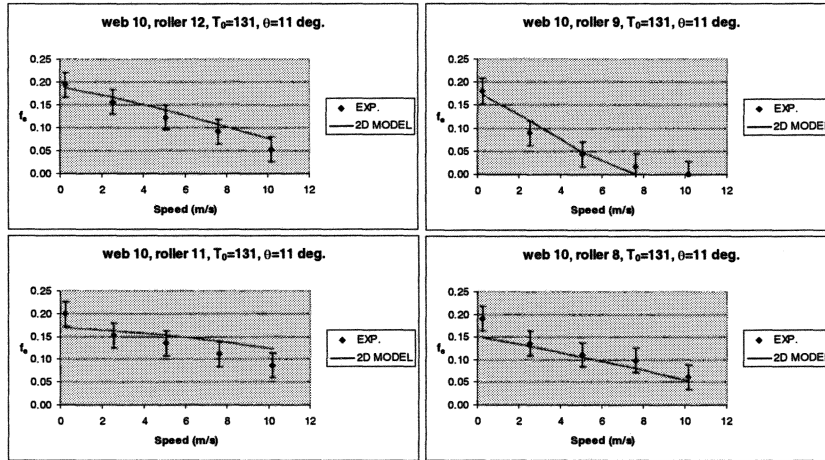 web 10, roller 12, T₀=131, θ=11 deg.
0.25
0.20
0.15
0.10
0.05
0.00
fₑ
0 2 4 6 8 10 12
Speed (m/s)
EXP.
2D MODEL
web 10, roller 9, T₀=131, θ=11 deg.
0.25
0.20
0.15
0.10
0.05
0.00
fₑ
0 2 4 6 8 10 12
Speed (m/s)
EXP.
2D MODEL
web 10, roller 11, T₀=131, θ=11 deg.
0.25
0.20
0.15
0.10
0.05
0.00
fₑ
0 2 4 6 8 10 12
Speed (m/s)
EXP.
2D MODEL
web 10, roller 8, T₀=131, θ=11 deg.
0.25
0.20
0.15
0.10
0.05
0.00
fₑ
0 2 4 6 8 10 12
Speed (m/s)
EXP.
2D MODEL